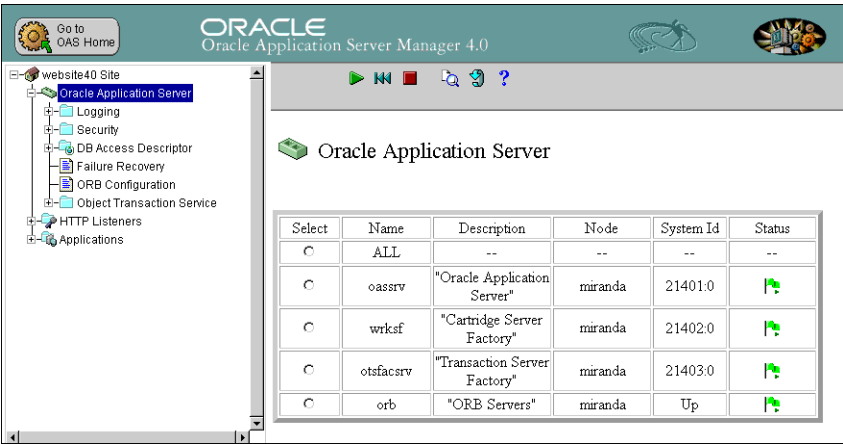 Go to
OAS Home
ORACLE
Oracle Application Server Manager 4.0
website40 Site
Oracle Application Server
Logging
Security
DB Access Descriptor
Failure Recovery
ORB Configuration
Object Transaction Service
HTTP Listeners
Applications
?
Oracle Application Server
Select Name Description Node System Id Status
ALL -- -- -- --
oassrv "Oracle Application Server" miranda 21401:0
wrksf "Cartridge Server Factory" miranda 21402:0
otsfacsrv "Transaction Server Factory" miranda 21403:0
orb "ORB Servers" miranda Up